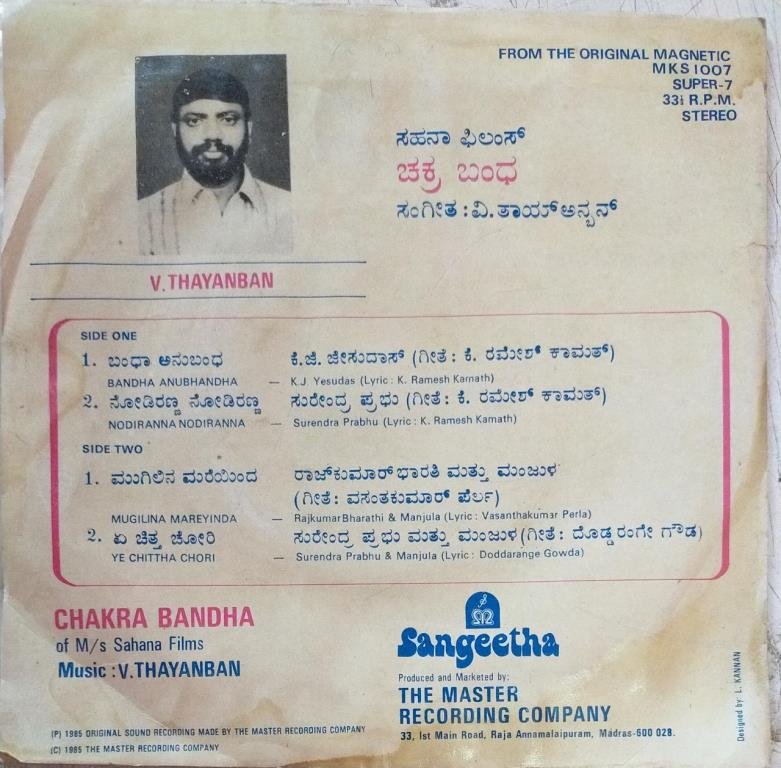 FROM THE ORIGINAL MAGNETIC
MKS 1007
SUPER-7
33⅓ R.P.M.
STEREO
ಸಹನಾ ಫಿಲಂಸ್
ಚಕ್ರ ಬಂಧ
ಸಂಗೀತ : ವಿ. ತಾಯ್ ಅನ್ಬನ್
V. THAYANBAN
SIDE ONE
1. ಬಂಧಾ ಅನುಬಂಧ ಕೆ.ಜಿ. ಜೀಸುದಾಸ್ (ಗೀತೆ : ಕೆ. ರಮೇಶ್ ಕಾಮತ್)
BANDHA ANUBHANDHA — K.J. Yesudas (Lyric : K. Ramesh Kamath)
2. ನೋಡಿರಣ್ಣ ನೋಡಿರಣ್ಣ ಸುರೇಂದ್ರ ಪ್ರಭು (ಗೀತೆ : ಕೆ. ರಮೇಶ್ ಕಾಮತ್)
NODIRANNA NODIRANNA — Surendra Prabhu (Lyric : K. Ramesh Kamath)
SIDE TWO
1. ಮುಗಿಲಿನ ಮರೆಯಿಂದ ರಾಜ್‌ಕುಮಾರ್ ಭಾರತಿ ಮತ್ತು ಮಂಜುಳ
(ಗೀತೆ : ವಸಂತಕುಮಾರ್ ಪೆರ್ಲ)
MUGILINA MAREYINDA — Rajkumar Bharathi & Manjula (Lyric : Vasanthakumar Perla)
2. ಏ ಚಿತ್ತ ಚೋರಿ ಸುರೇಂದ್ರ ಪ್ರಭು ಮತ್ತು ಮಂಜುಳ (ಗೀತೆ : ದೊಡ್ಡರಂಗೇ ಗೌಡ)
YE CHITTHA CHORI — Surendra Prabhu & Manjula (Lyric : Doddarange Gowda)
CHAKRA BANDHA
of M/s Sahana Films
Music : V. THAYANBAN
(P) 1985 ORIGINAL SOUND RECORDING MADE BY THE MASTER RECORDING COMPANY
(C) 1985 THE MASTER RECORDING COMPANY
Sangeetha
Produced and Marketed by :
THE MASTER
RECORDING COMPANY
33, Ist Main Road, Raja Annamalaipuram, Madras-600 028.
Designed by: L. KANNAN